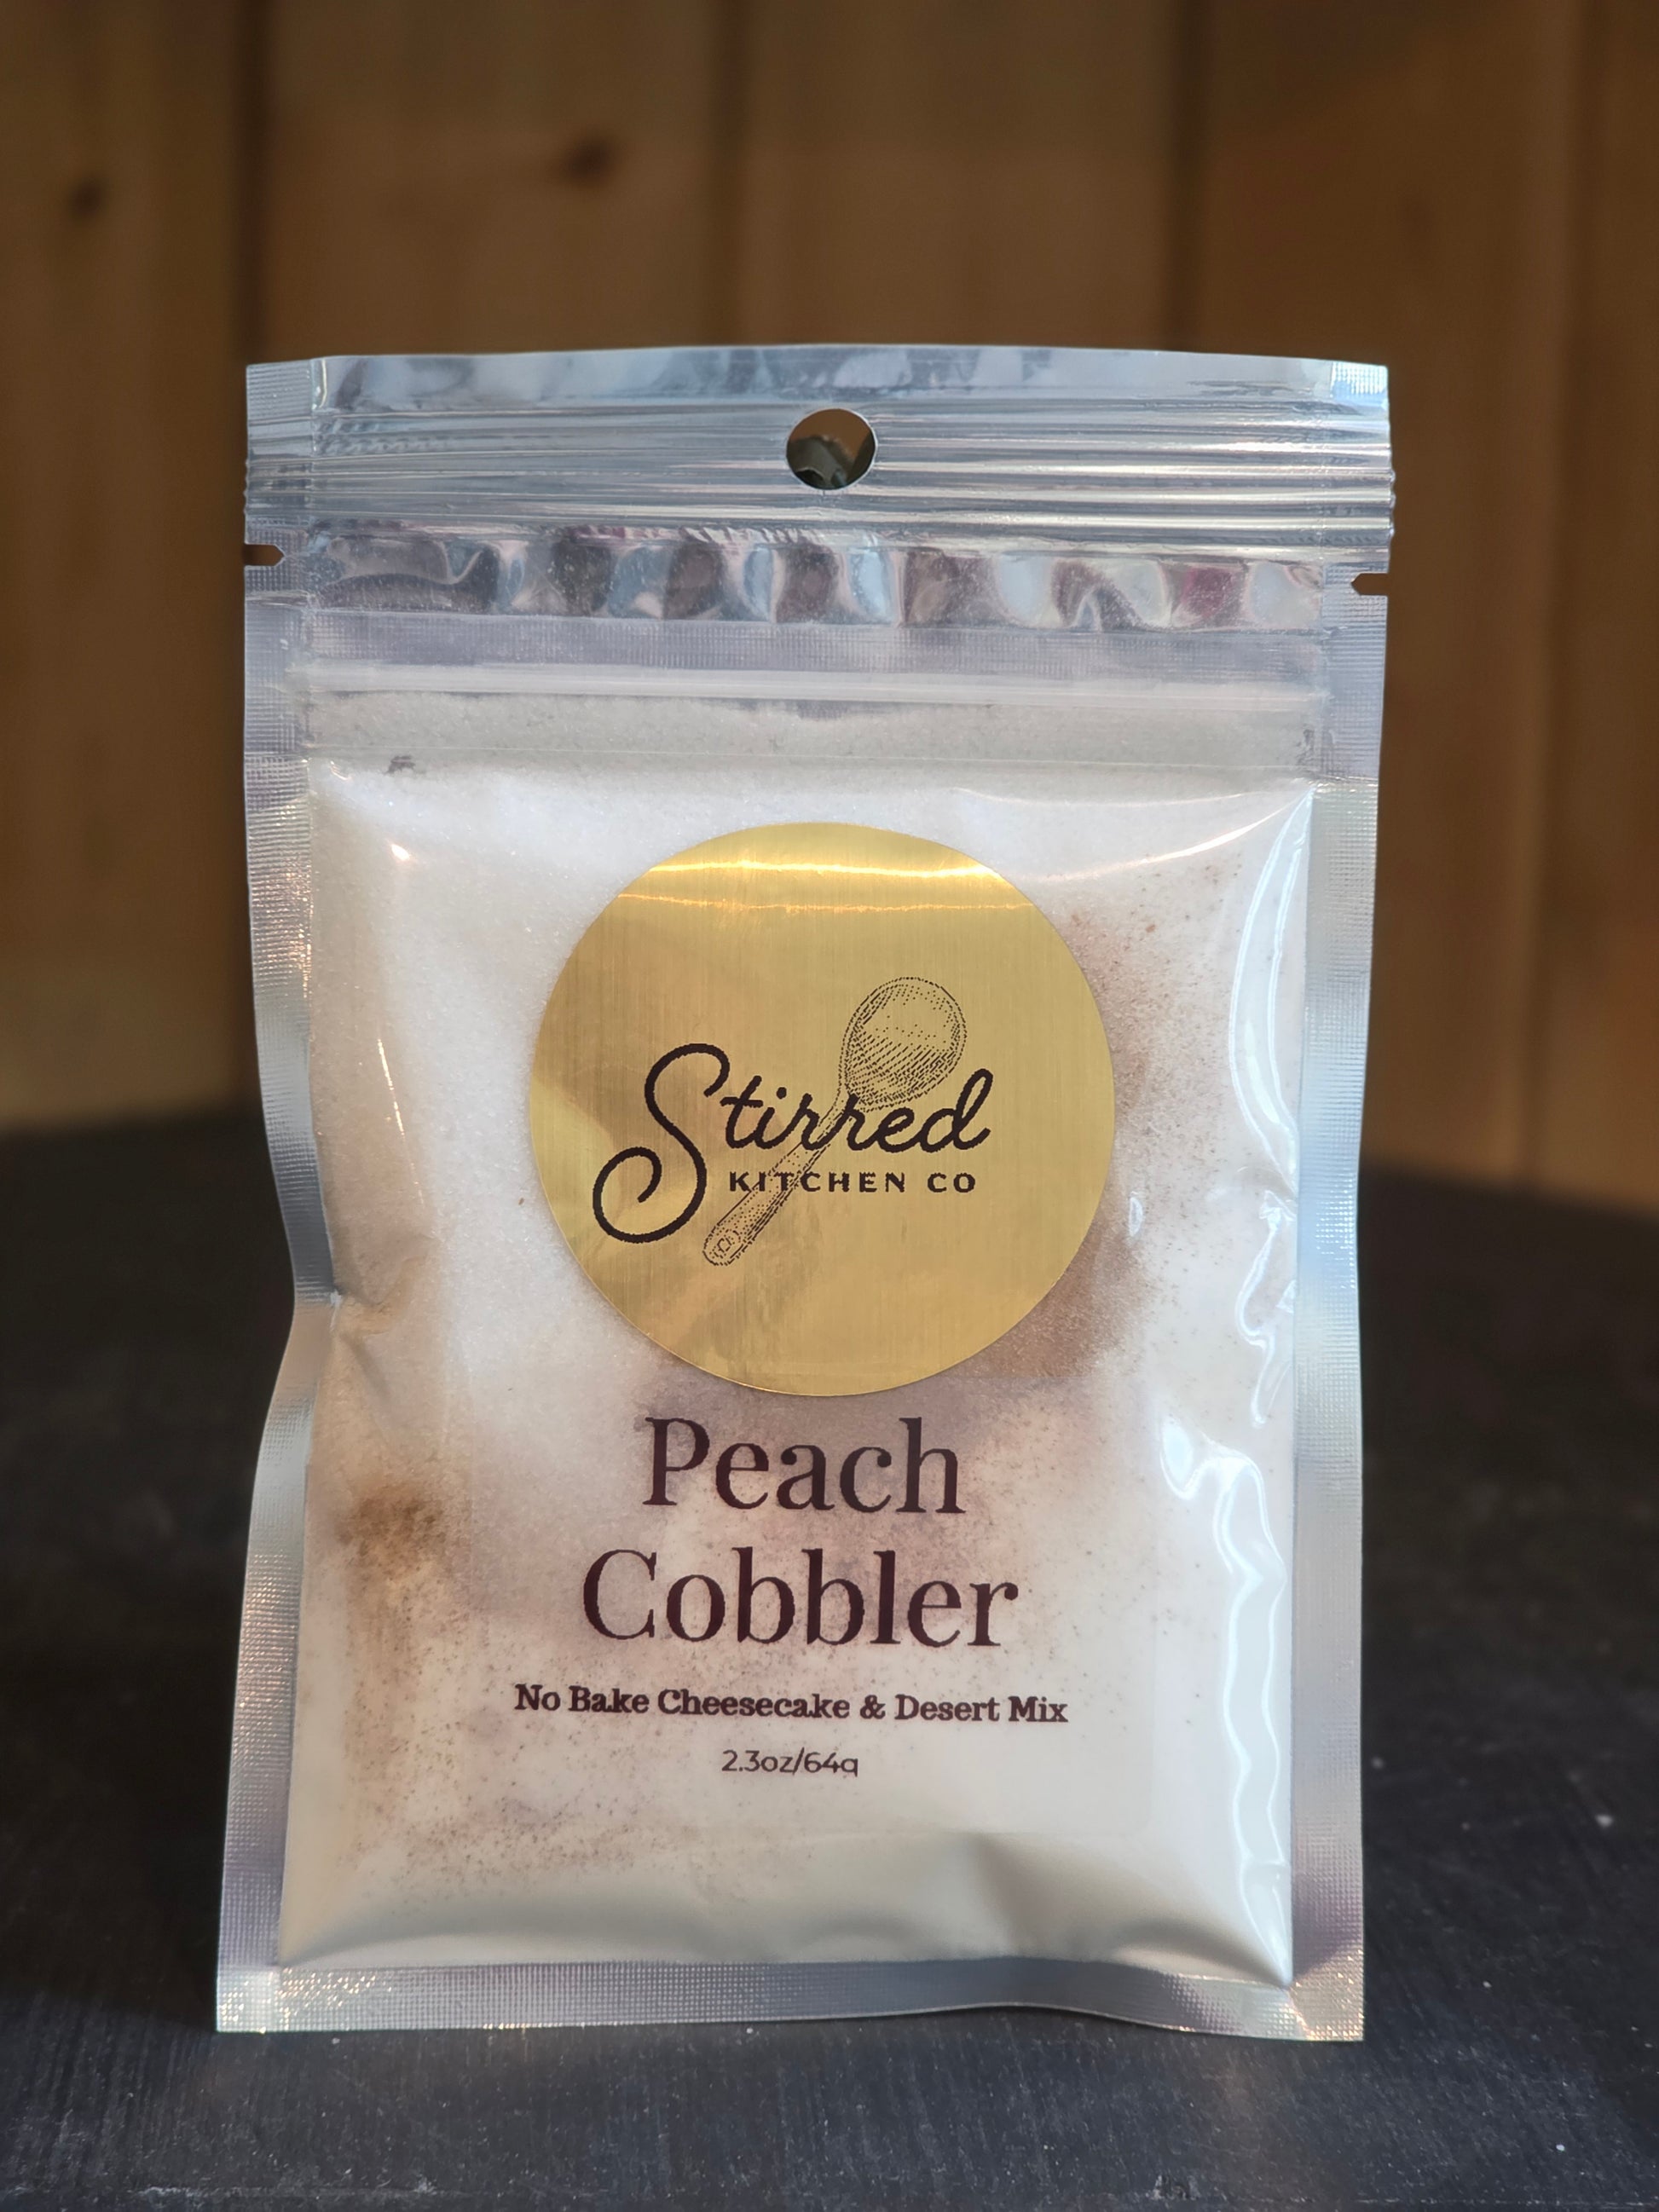 Stirred
KITCHEN CO
Peach
Cobbler
No Bake Cheesecake & Desert Mix
2.3oz/64g